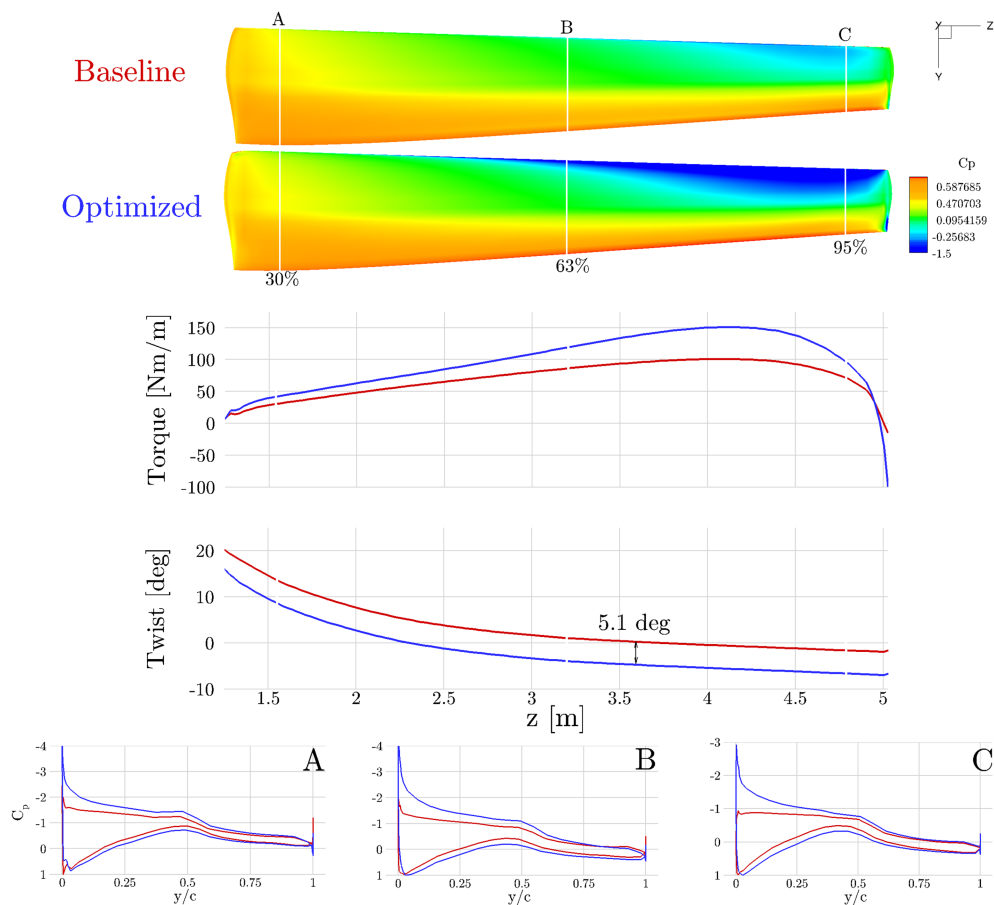 A
B
C
Y
X
Z
Y
Baseline
Optimized
30%
63%
95%
Cp
0.587685
0.470703
0.0954159
-0.25683
-1.5
Torque [Nm/m]
150
100
50
0
-50
-100
Twist [deg]
20
10
0
-10
5.1 deg
1.5
2
2.5
3
3.5
4
4.5
5
z [m]
Cp
-4
-3
-2
-1
0
1
A
0
0.25
0.5
0.75
1
y/c
-4
-3
-2
-1
0
1
B
0
0.25
0.5
0.75
1
y/c
-3
-2
-1
0
1
C
0
0.25
0.5
0.75
1
y/c